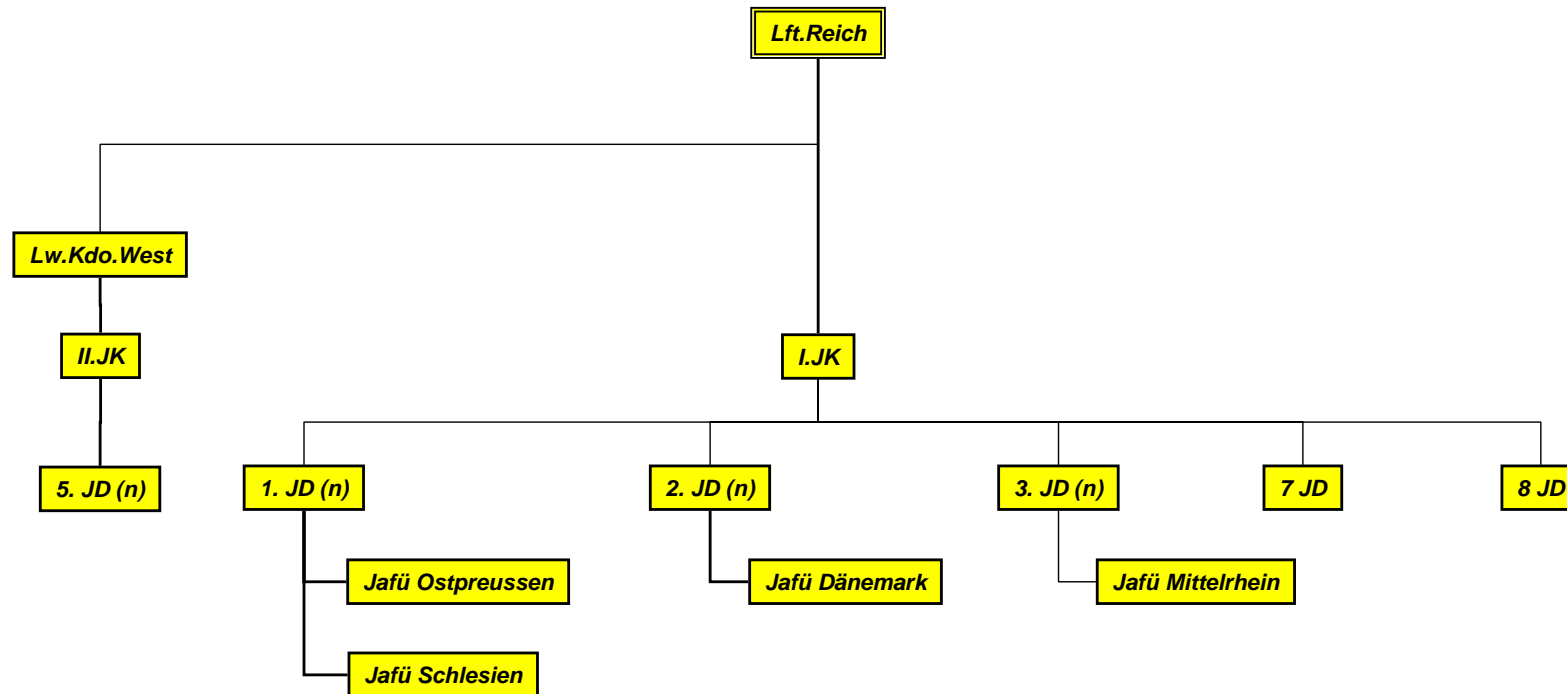 Lft.Reich
Lw.Kdo.West
II.JK
I.JK
5. JD (n)
1. JD (n)
2. JD (n)
3. JD (n)
7 JD
8 JD
Jafü Ostpreussen
Jafü Dänemark
Jafü Mittelrhein
Jafü Schlesien